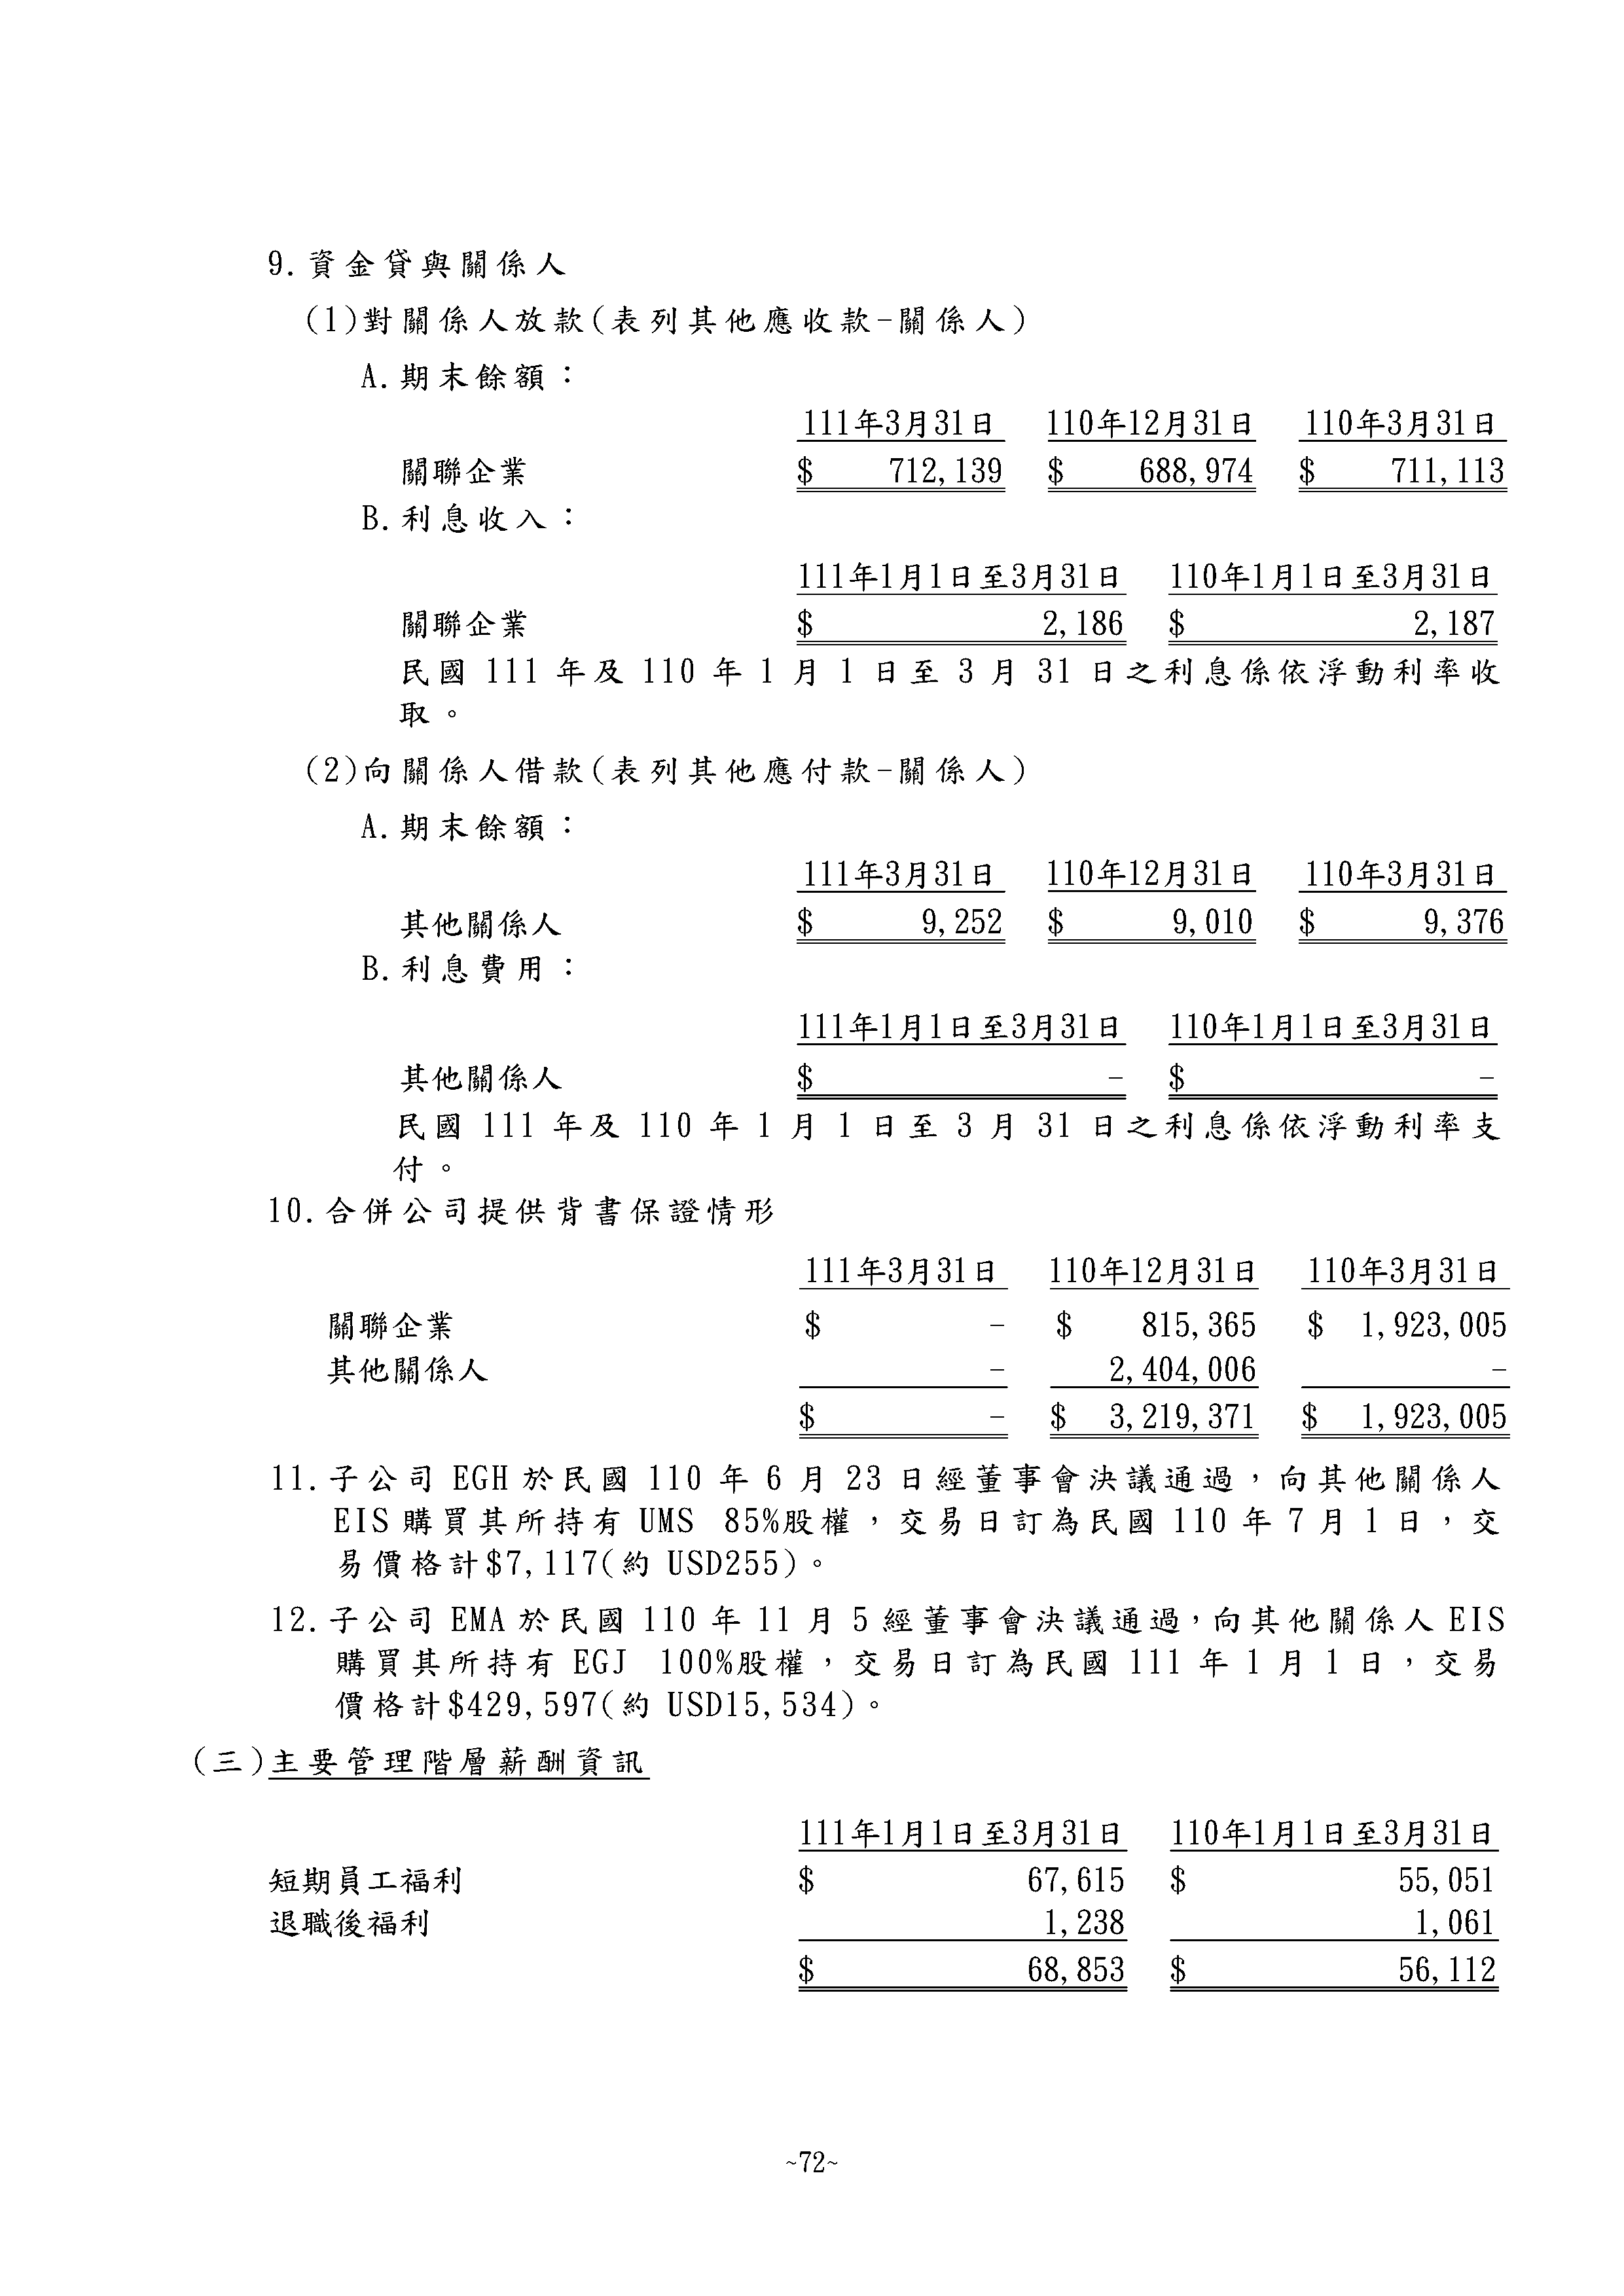 9.資金貸與關係人
(1)對關係人放款(表列其他應收款-關係人)
A.期末餘額：
111年3月31日 110年12月31日 110年3月31日
關聯企業 $ 712,139 $ 688,974 $ 711,113
B.利息收入：
111年1月1日至3月31日 110年1月1日至3月31日
關聯企業 $ 2,186 $ 2,187
民國 111 年及 110 年 1 月 1 日至 3 月 31 日之利息係依浮動利率收
取。
(2)向關係人借款(表列其他應付款-關係人)
A.期末餘額：
111年3月31日 110年12月31日 110年3月31日
其他關係人 $ 9,252 $ 9,010 $ 9,376
B.利息費用：
111年1月1日至3月31日 110年1月1日至3月31日
其他關係人 $ - $ -
民國 111 年及 110 年 1 月 1 日至 3 月 31 日之利息係依浮動利率支
付。
10.合併公司提供背書保證情形
111年3月31日 110年12月31日 110年3月31日
關聯企業 $ - $ 815,365 $ 1,923,005
其他關係人 - 2,404,006 -
$ - $ 3,219,371 $ 1,923,005
11.子公司 EGH 於民國 110 年 6 月 23 日經董事會決議通過，向其他關係人
EIS 購買其所持有 UMS 85%股權，交易日訂為民國 110 年 7 月 1 日，交
易價格計$7,117(約 USD255)。
12.子公司 EMA 於民國 110 年 11 月 5 經董事會決議通過，向其他關係人 EIS
購買其所持有 EGJ 100%股權，交易日訂為民國 111 年 1 月 1 日，交易
價格計$429,597(約 USD15,534)。
(三)主要管理階層薪酬資訊
111年1月1日至3月31日 110年1月1日至3月31日
短期員工福利 $ 67,615 $ 55,051
退職後福利 1,238 1,061
$ 68,853 $ 56,112
~72~